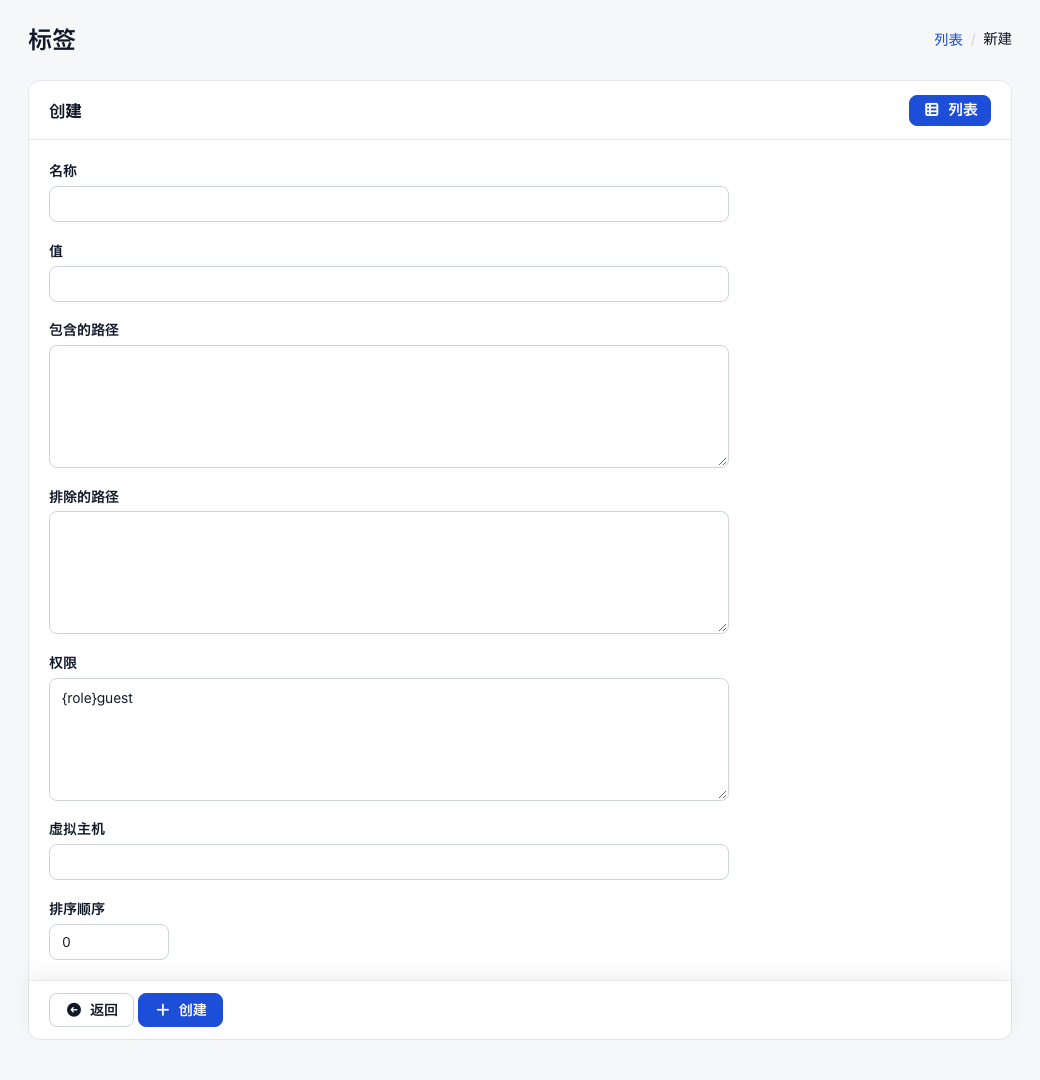 标签
列表 / 新建
创建
列表
名称
值
包含的路径
排除的路径
权限
{role}guest
虚拟主机
排序顺序
0
返回
创建